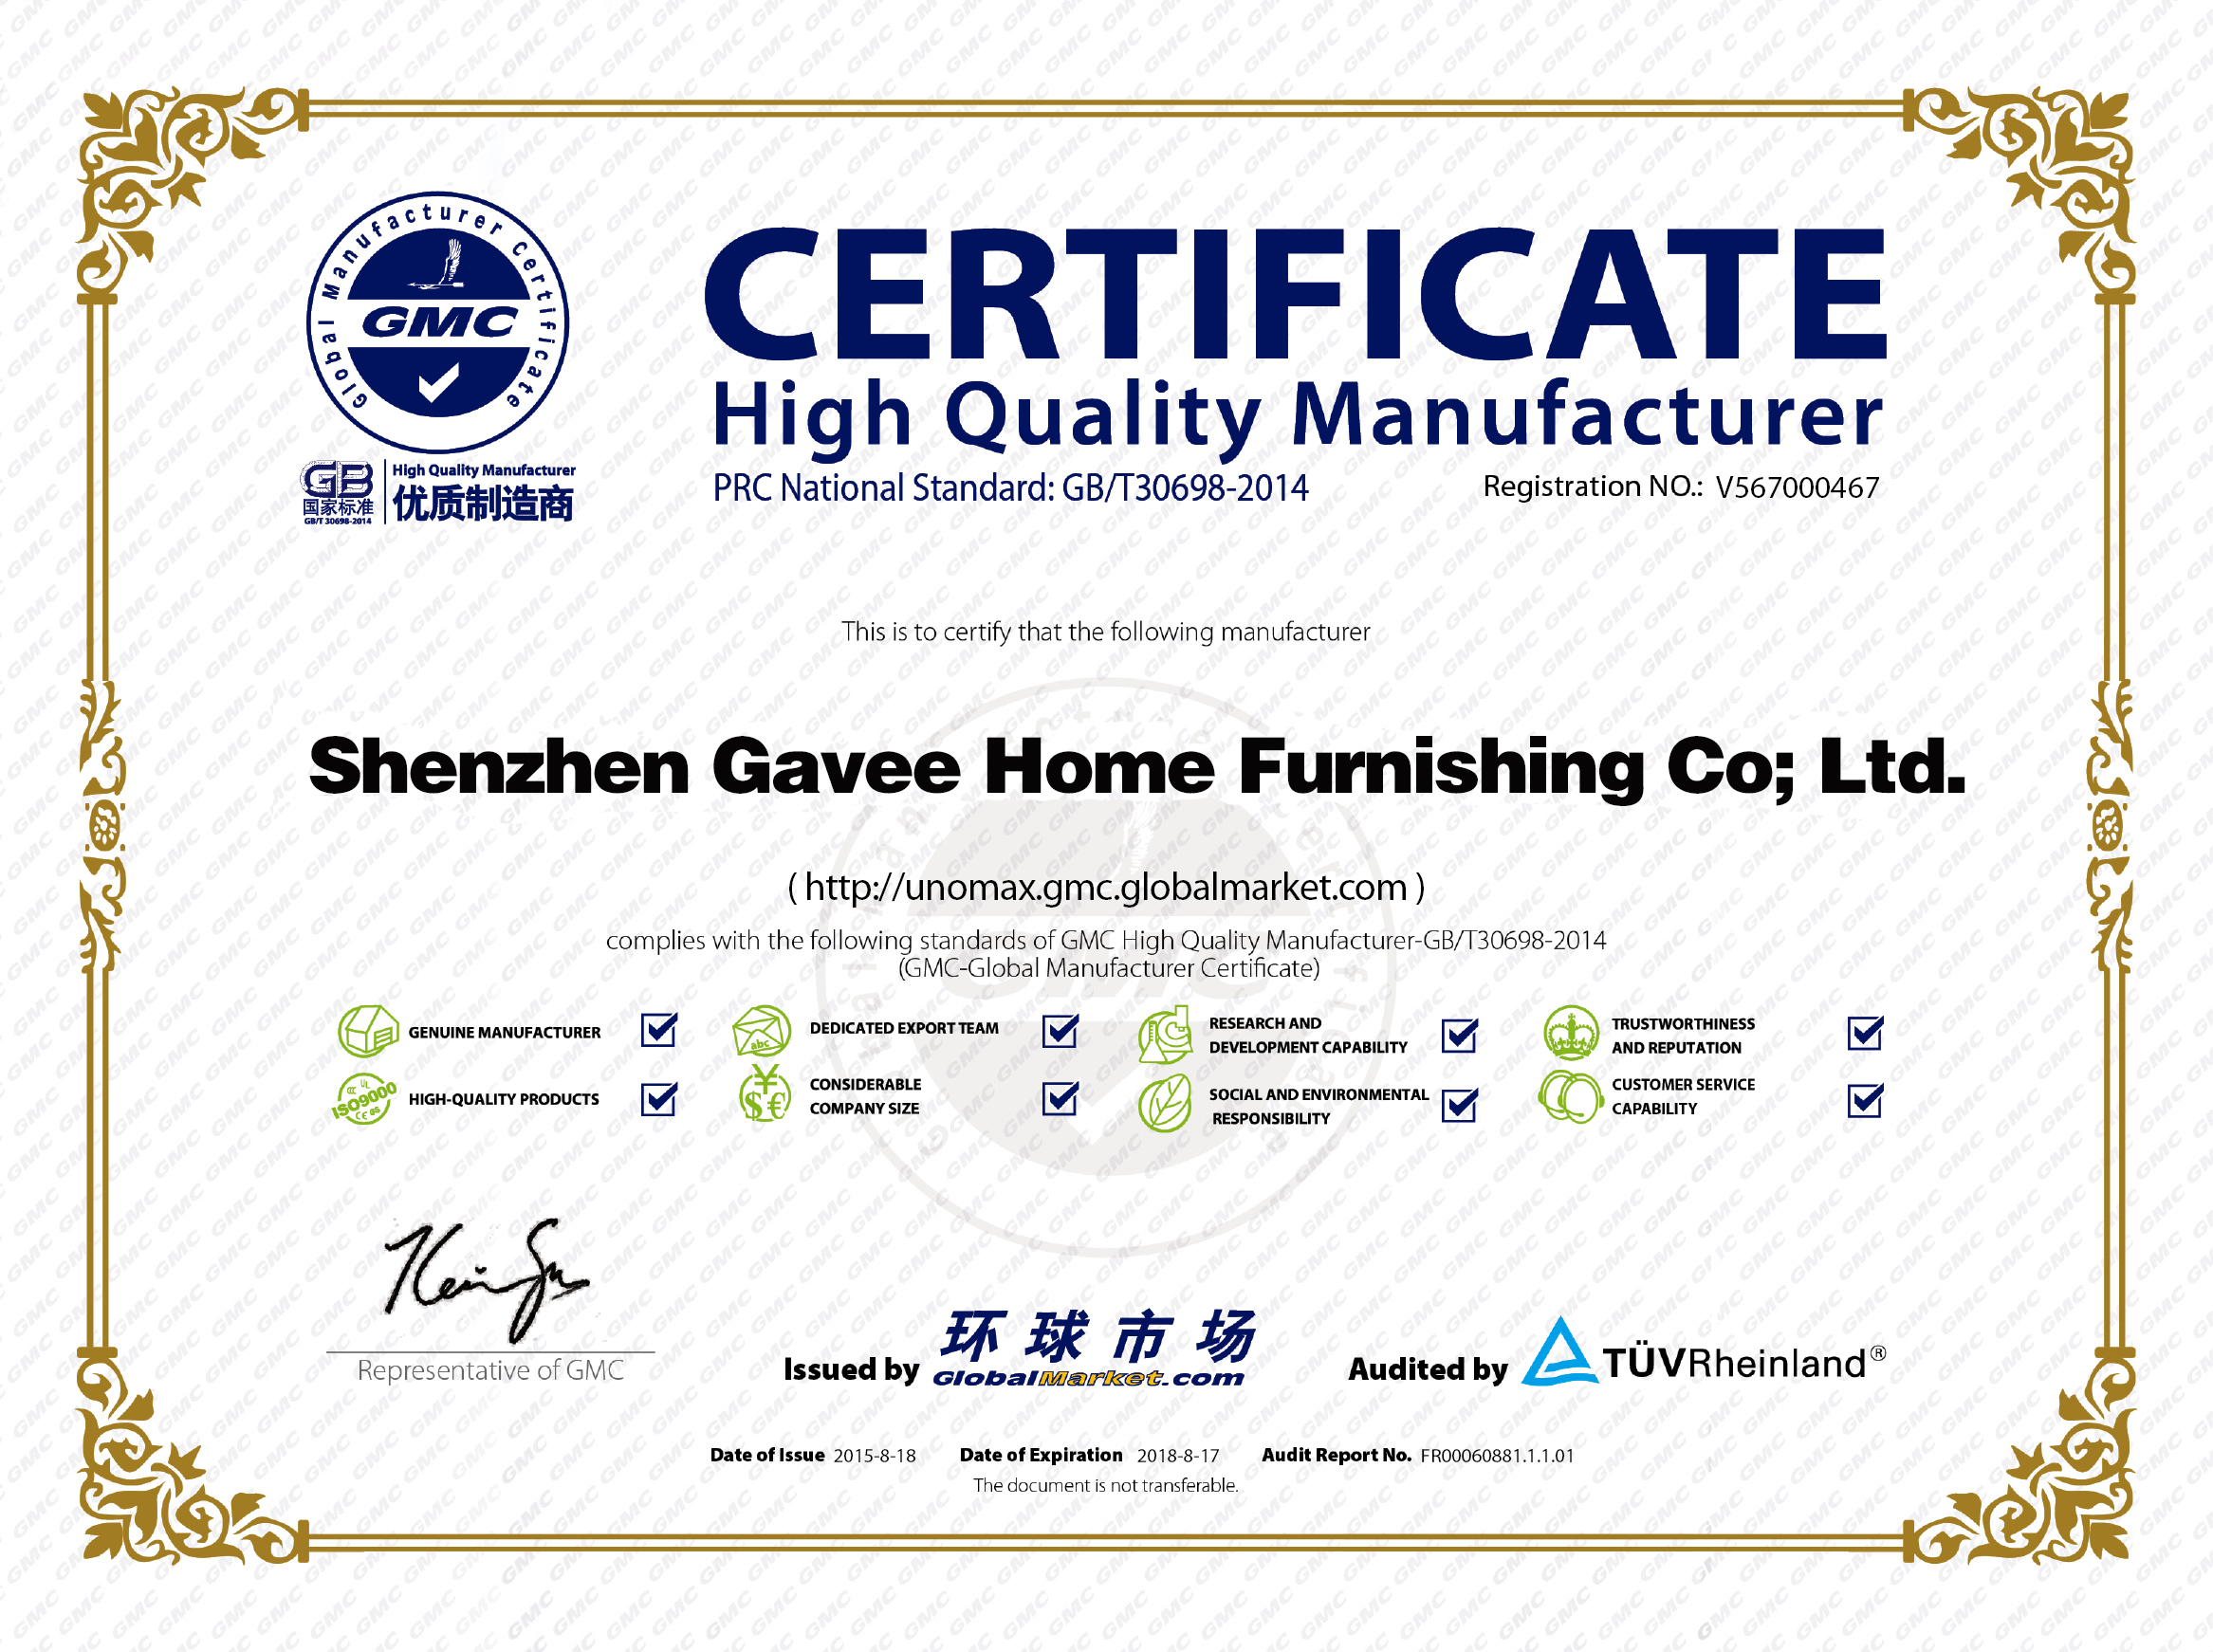 Global Manufacturer Certificate
GMC
GB
国家标准
GB/T 30698-2014
High Quality Manufacturer
优质制造商
CERTIFICATE
High Quality Manufacturer
PRC National Standard: GB/T30698-2014
Registration NO.: V567000467
This is to certify that the following manufacturer
Shenzhen Gavee Home Furnishing Co; Ltd.
( http://unomax.gmc.globalmarket.com )
complies with the following standards of GMC High Quality Manufacturer-GB/T30698-2014
(GMC-Global Manufacturer Certificate)
GENUINE MANUFACTURER
DEDICATED EXPORT TEAM
abc
RESEARCH AND
DEVELOPMENT CAPABILITY
TRUSTWORTHINESS
AND REPUTATION
ISO9000
HIGH-QUALITY PRODUCTS
¥
$€
CONSIDERABLE
COMPANY SIZE
SOCIAL AND ENVIRONMENTAL
RESPONSIBILITY
CUSTOMER SERVICE
CAPABILITY
Representative of GMC
Issued by
环球市场
GlobalMarket.com
Audited by
TÜVRheinland®
Date of Issue 2015-8-18 Date of Expiration 2018-8-17 Audit Report No. FR00060881.1.1.01
The document is not transferable.